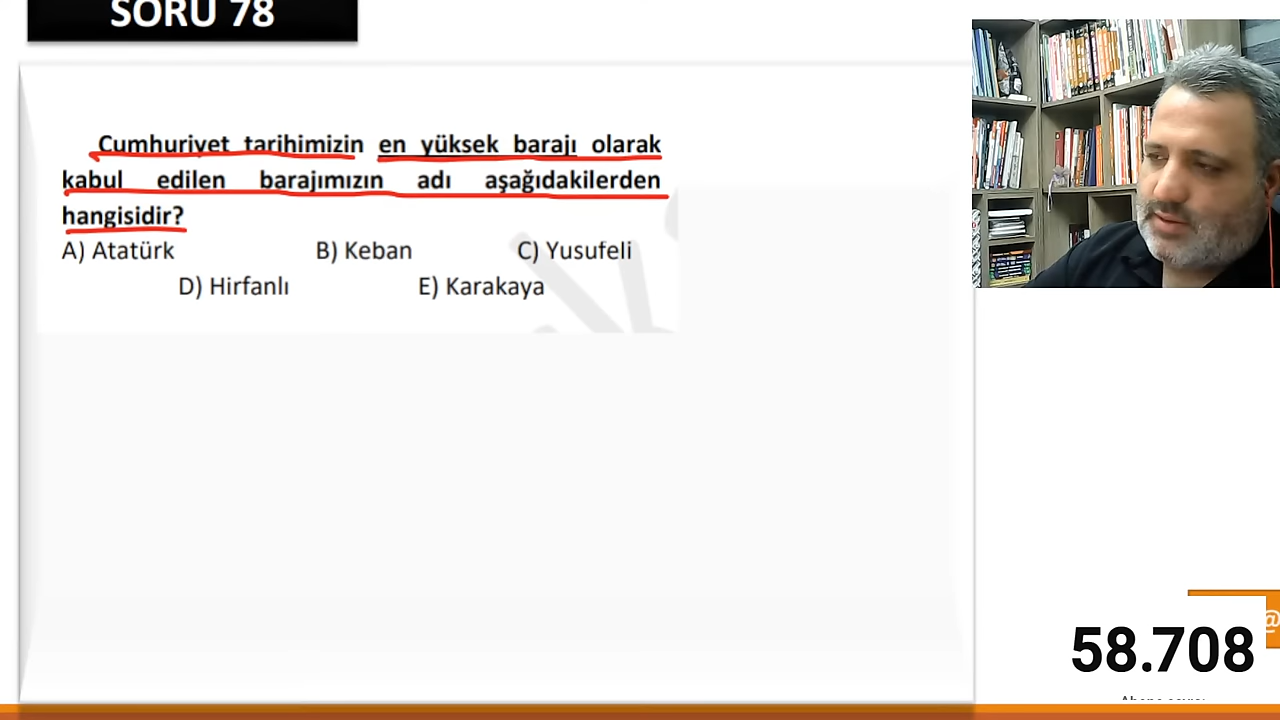 SORU 78
Cumhuriyet tarihimizin en yüksek barajı olarak
kabul edilen barajımızın adı aşağıdakilerden
hangisidir?
A) Atatürk B) Keban C) Yusufeli
D) Hirfanlı E) Karakaya
@
58.708